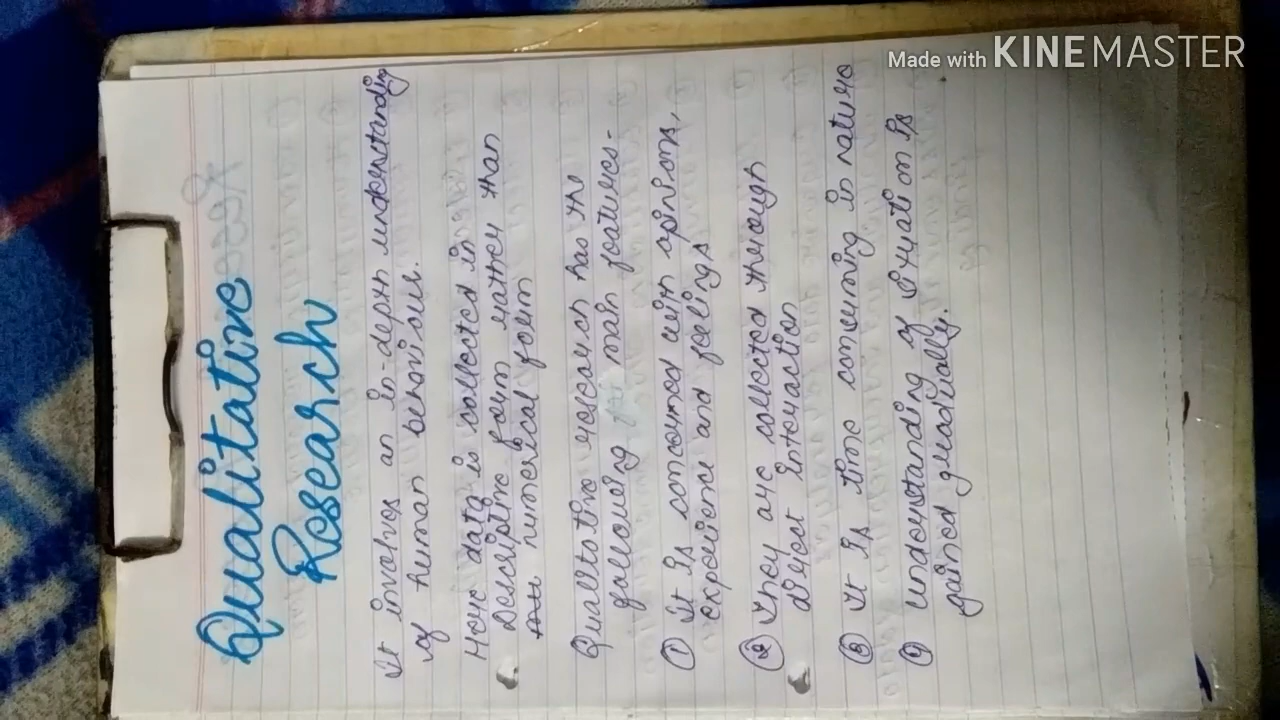 Made with KINEMASTER
Qualitative
Research
It involves an in-depth understanding
of human behaviour.
Here data is collected in
Descriptive form rather than
numerical form
Qualitative research has the
following main features-
① it is concerned with opinions,
experience and feelings
② They are collected through
direct interaction
③ It is time consuming in nature
④ understanding of situation is
gained gradually.